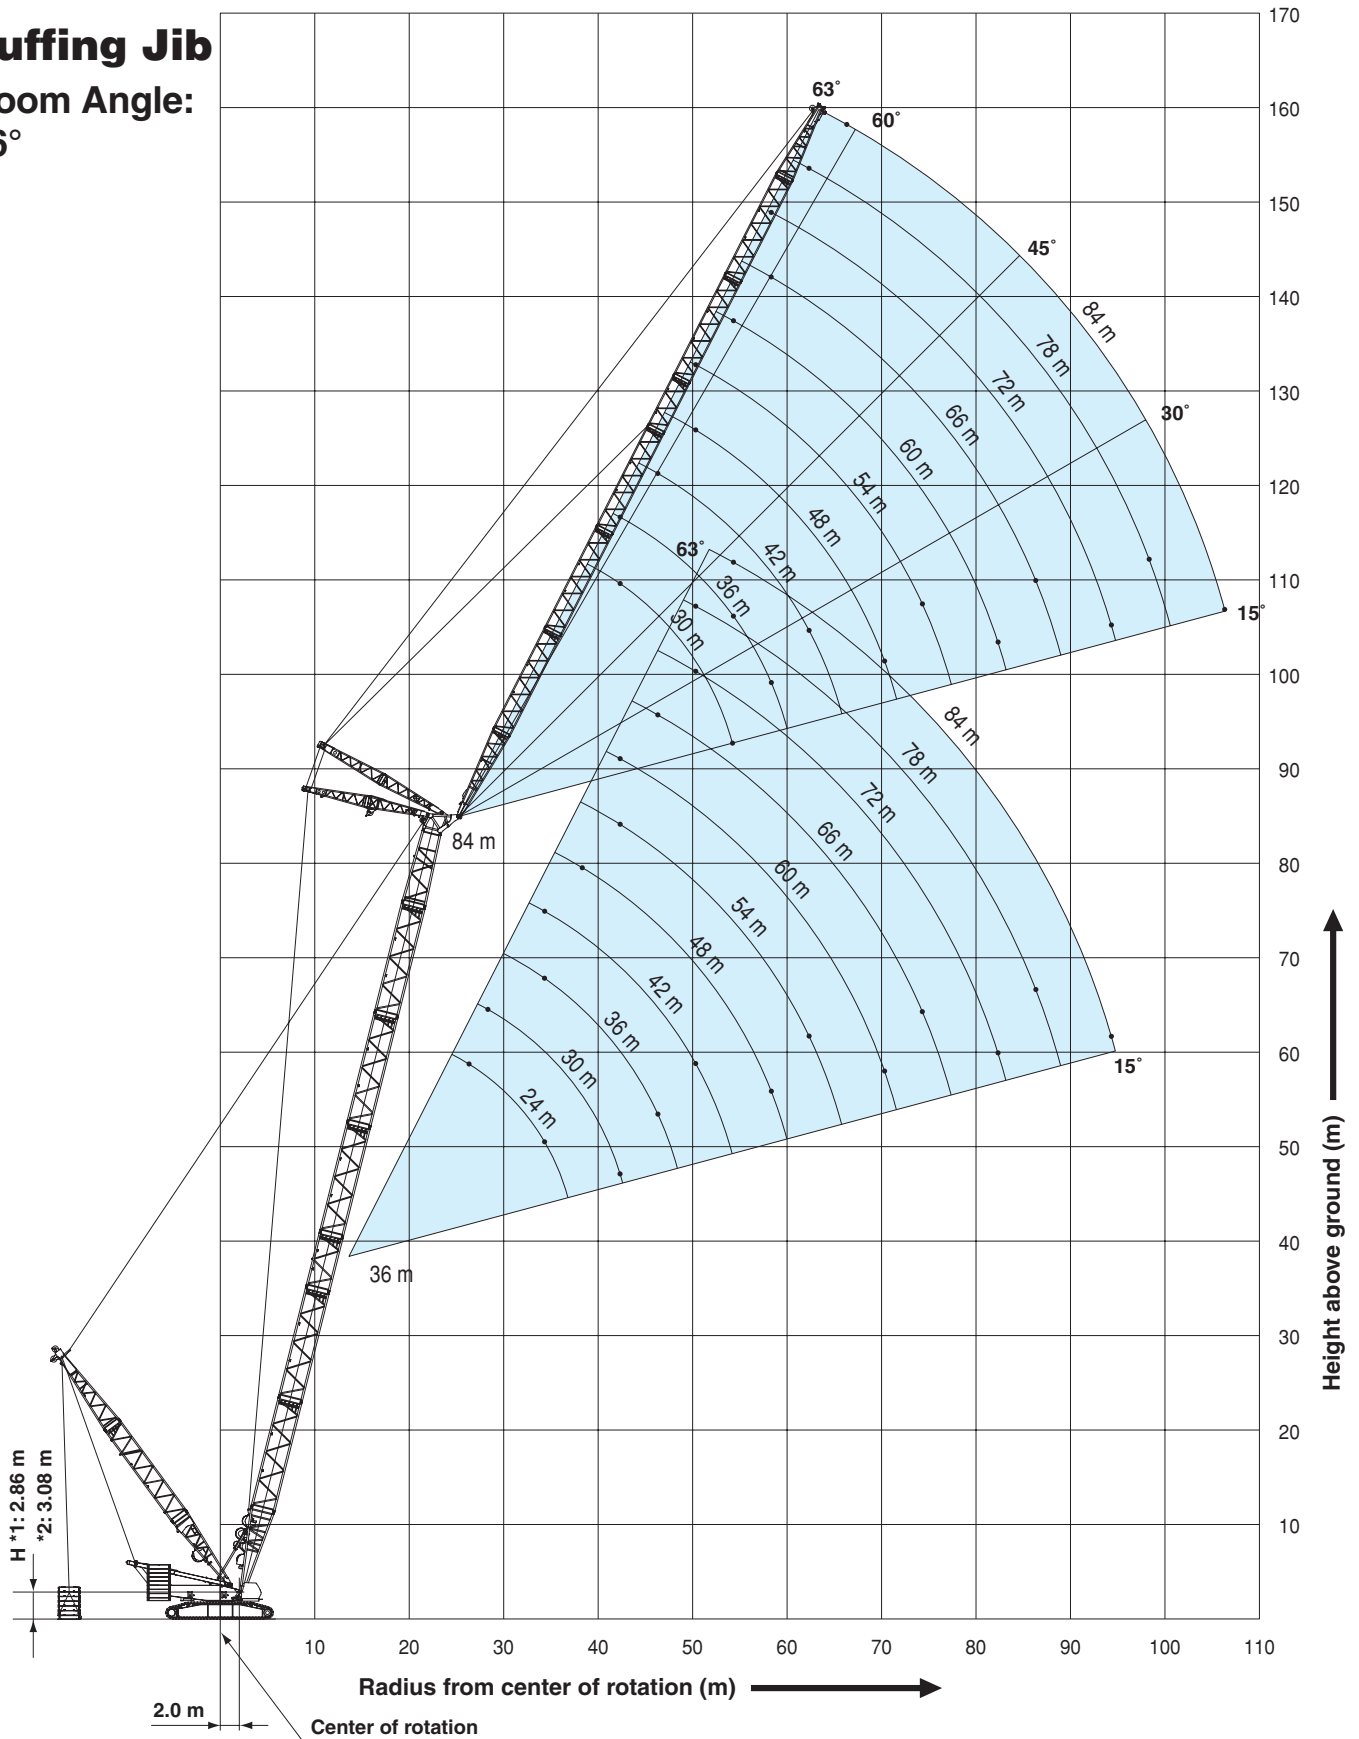 uffing Jib
oom Angle:
6°
170
160
150
140
130
120
110
100
90
80
70
60
50
40
30
20
10
63˚
60˚
45˚
30˚
15˚
84 m
78 m
72 m
66 m
60 m
54 m
48 m
42 m
36 m
30 m
63˚
84 m
84 m
78 m
72 m
66 m
60 m
54 m
48 m
42 m
36 m
30 m
24 m
15˚
36 m
Height above ground (m)
H *1: 2.86 m
*2: 3.08 m
10 20 30 40 50 60 70 80 90 100 110
Radius from center of rotation (m)
2.0 m
Center of rotation